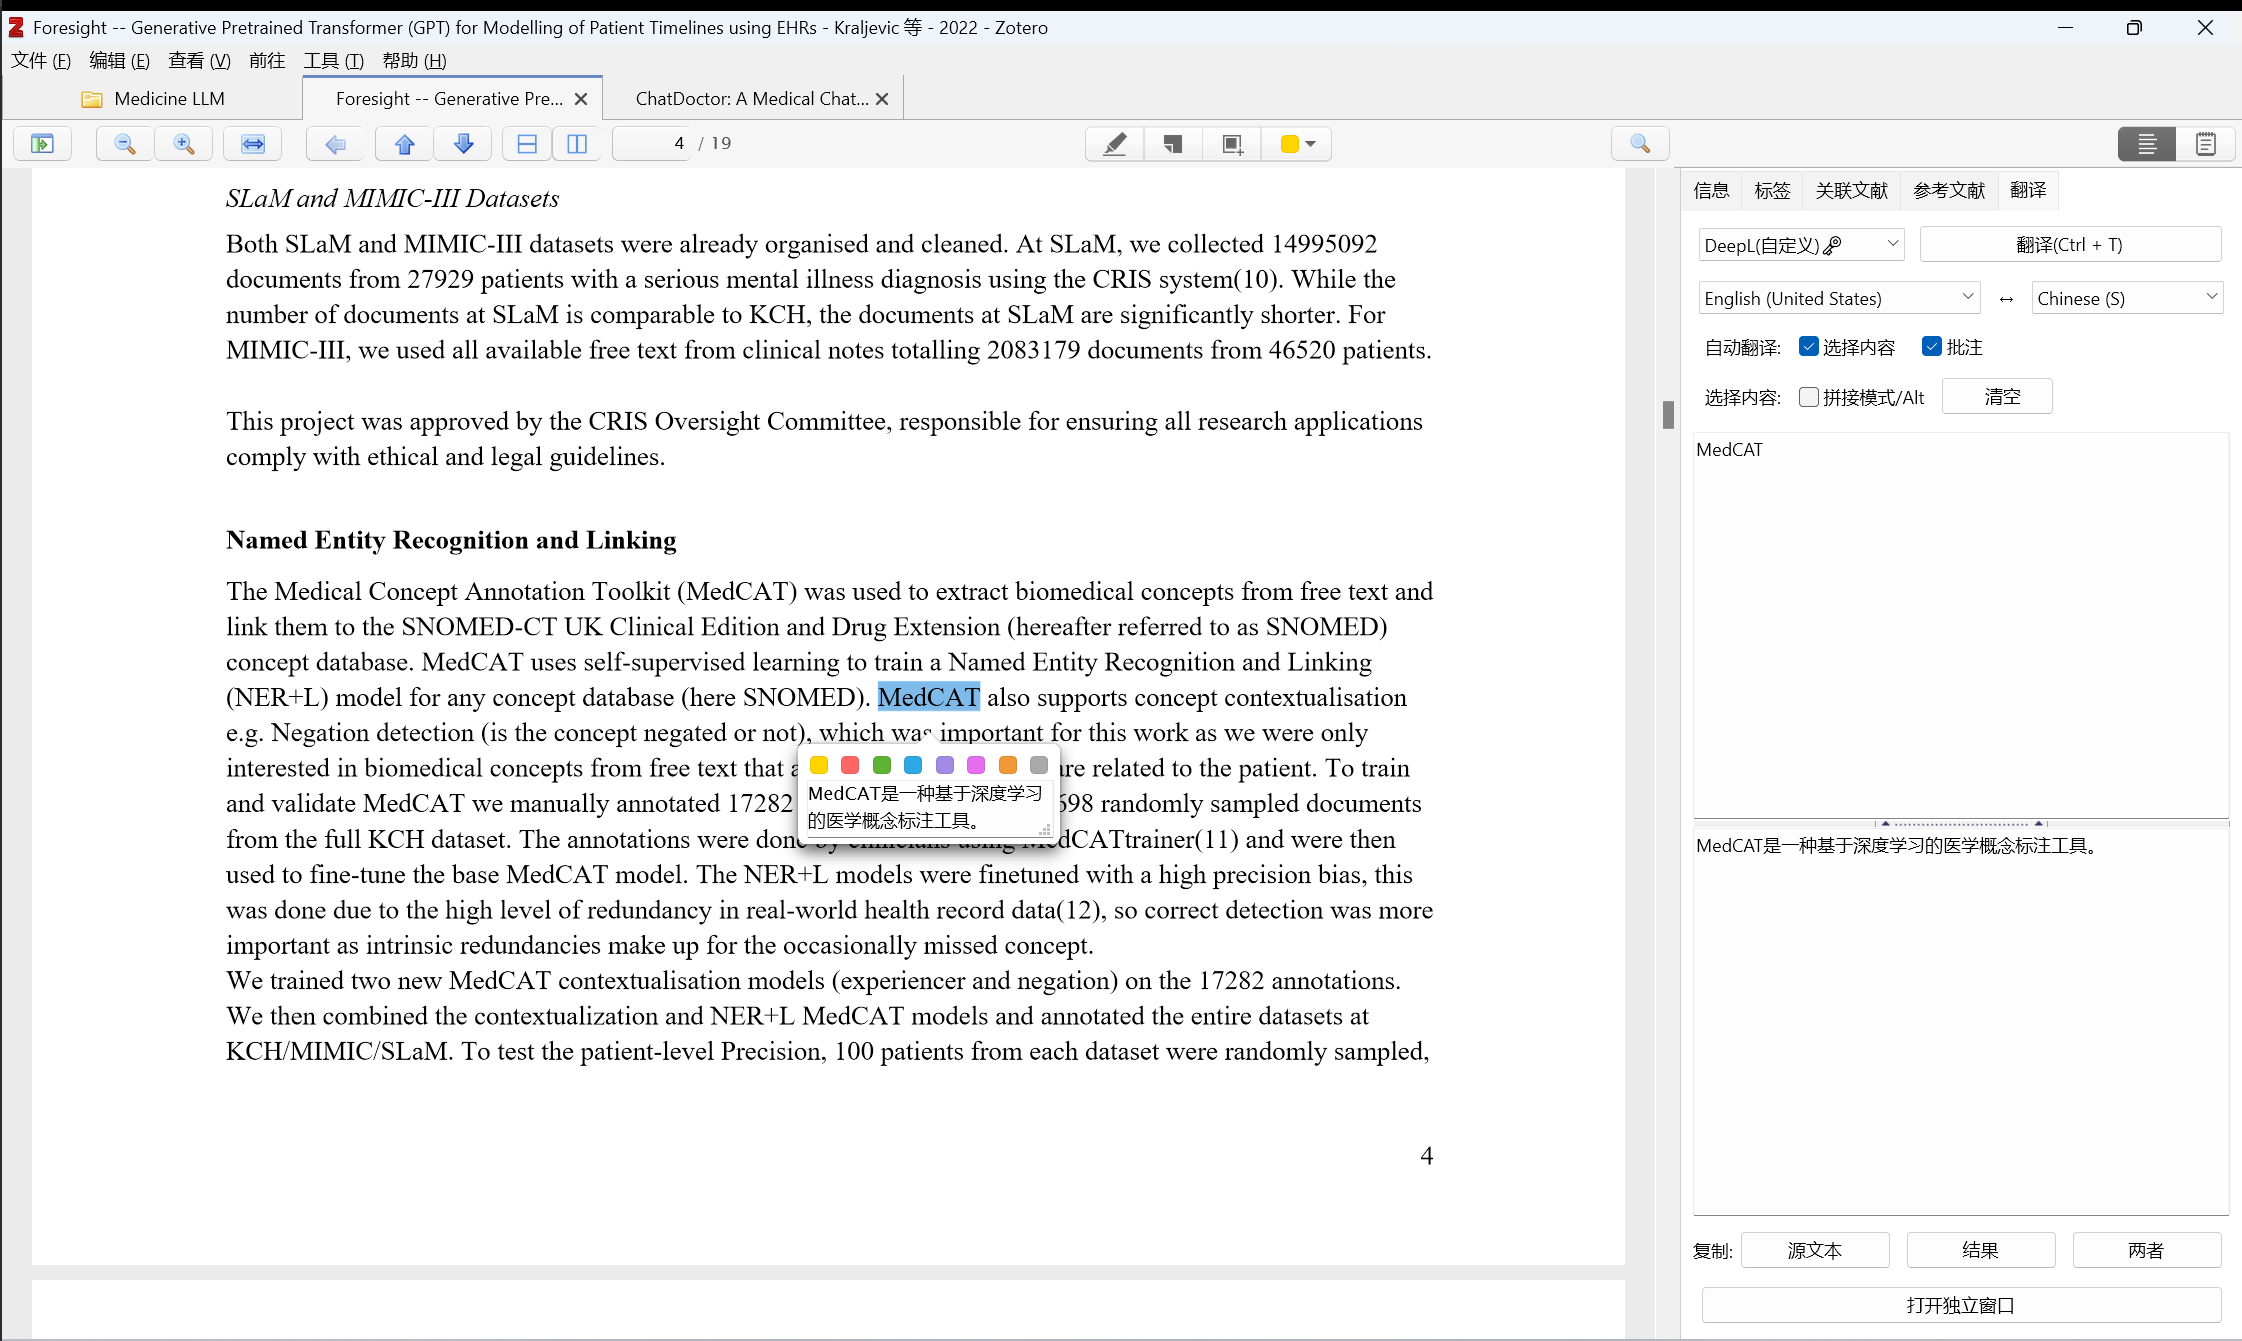 Foresight -- Generative Pretrained Transformer (GPT) for Modelling of Patient Timelines using EHRs - Kraljevic 等 - 2022 - Zotero
文件 (F) 编辑 (E) 查看 (V) 前往 工具 (T) 帮助 (H)
Medicine LLM
Foresight -- Generative Pre...
ChatDoctor: A Medical Chat...
4 / 19
SLaM and MIMIC-III Datasets
Both SLaM and MIMIC-III datasets were already organised and cleaned. At SLaM, we collected 14995092
documents from 27929 patients with a serious mental illness diagnosis using the CRIS system(10). While the
number of documents at SLaM is comparable to KCH, the documents at SLaM are significantly shorter. For
MIMIC-III, we used all available free text from clinical notes totalling 2083179 documents from 46520 patients.
This project was approved by the CRIS Oversight Committee, responsible for ensuring all research applications
comply with ethical and legal guidelines.
Named Entity Recognition and Linking
The Medical Concept Annotation Toolkit (MedCAT) was used to extract biomedical concepts from free text and
link them to the SNOMED-CT UK Clinical Edition and Drug Extension (hereafter referred to as SNOMED)
concept database. MedCAT uses self-supervised learning to train a Named Entity Recognition and Linking
(NER+L) model for any concept database (here SNOMED). MedCAT also supports concept contextualisation
e.g. Negation detection (is the concept negated or not), which was important for this work as we were only
interested in biomedical concepts from free text that are related to the patient. To train
and validate MedCAT we manually annotated 17282 698 randomly sampled documents
from the full KCH dataset. The annotations were done by clinicians using MedCATtrainer(11) and were then
used to fine-tune the base MedCAT model. The NER+L models were finetuned with a high precision bias, this
was done due to the high level of redundancy in real-world health record data(12), so correct detection was more
important as intrinsic redundancies make up for the occasionally missed concept.
We trained two new MedCAT contextualisation models (experiencer and negation) on the 17282 annotations.
We then combined the contextualization and NER+L MedCAT models and annotated the entire datasets at
KCH/MIMIC/SLaM. To test the patient-level Precision, 100 patients from each dataset were randomly sampled,
4
MedCAT是一种基于深度学习
的医学概念标注工具。
信息 标签 关联文献 参考文献 翻译
DeepL(自定义)🗝 翻译(Ctrl + T)
English (United States) ↔ Chinese (S)
自动翻译: 选择内容 批注
选择内容: 拼接模式/Alt 清空
MedCAT
MedCAT是一种基于深度学习的医学概念标注工具。
复制: 源文本 结果 两者
打开独立窗口